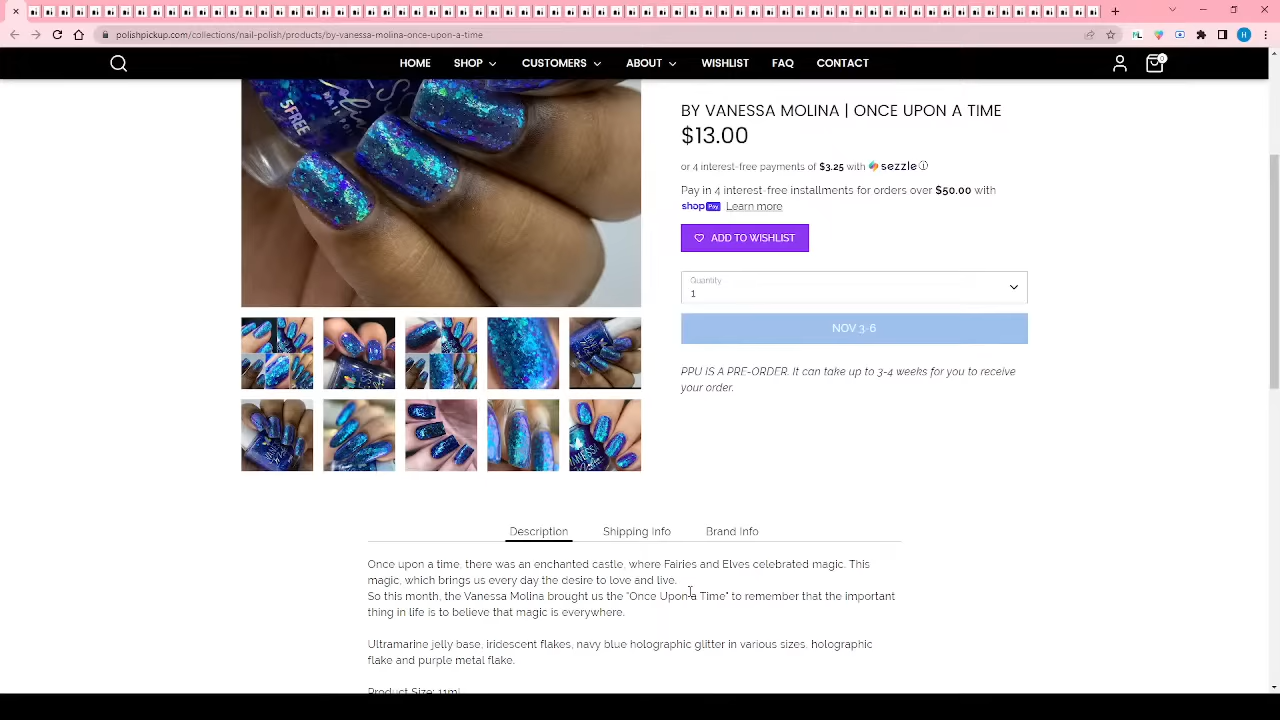 polishpickup.com/collections/nail-polish/products/by-vanessa-molina-once-upon-a-time
HOME SHOP CUSTOMERS ABOUT WISHLIST FAQ CONTACT
0
5FREE
BY VANESSA MOLINA | ONCE UPON A TIME
$13.00
or 4 interest-free payments of $3.25 with sezzle
Pay in 4 interest-free installments for orders over $50.00 with
shop Pay Learn more
ADD TO WISHLIST
Quantity
1
NOV 3-6
PPU IS A PRE-ORDER. It can take up to 3-4 weeks for you to receive
your order.
Description Shipping Info Brand Info
Once upon a time, there was an enchanted castle, where Fairies and Elves celebrated magic. This
magic, which brings us every day the desire to love and live.
So this month, the Vanessa Molina brought us the "Once Upon a Time" to remember that the important
thing in life is to believe that magic is everywhere.
Ultramarine jelly base, iridescent flakes, navy blue holographic glitter in various sizes, holographic
flake and purple metal flake.
Product Size: 11ml